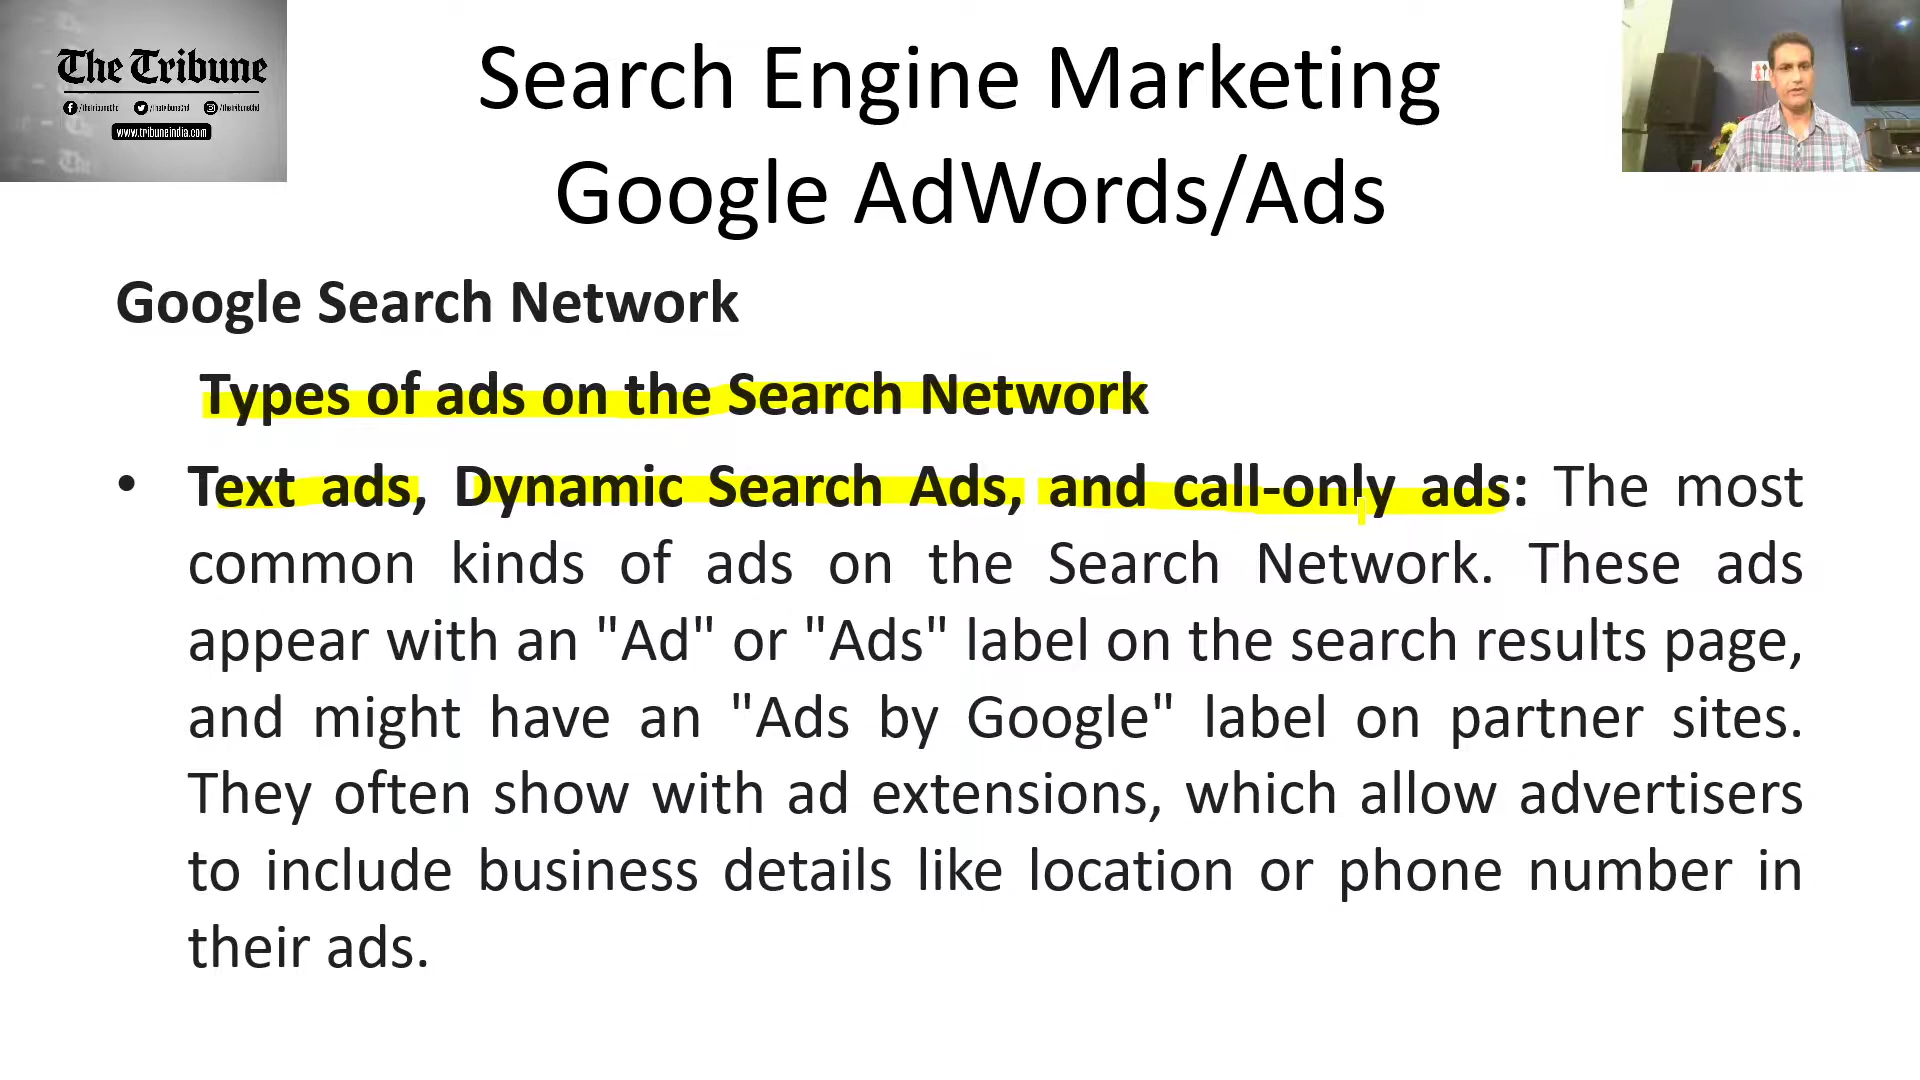 The Tribune
/thetribunechd /thetribunechd /thetribunechd
www.tribuneindia.com
Search Engine Marketing
Google AdWords/Ads
Google Search Network
Types of ads on the Search Network
• Text ads, Dynamic Search Ads, and call-only ads: The most
common kinds of ads on the Search Network. These ads
appear with an "Ad" or "Ads" label on the search results page,
and might have an "Ads by Google" label on partner sites.
They often show with ad extensions, which allow advertisers
to include business details like location or phone number in
their ads.